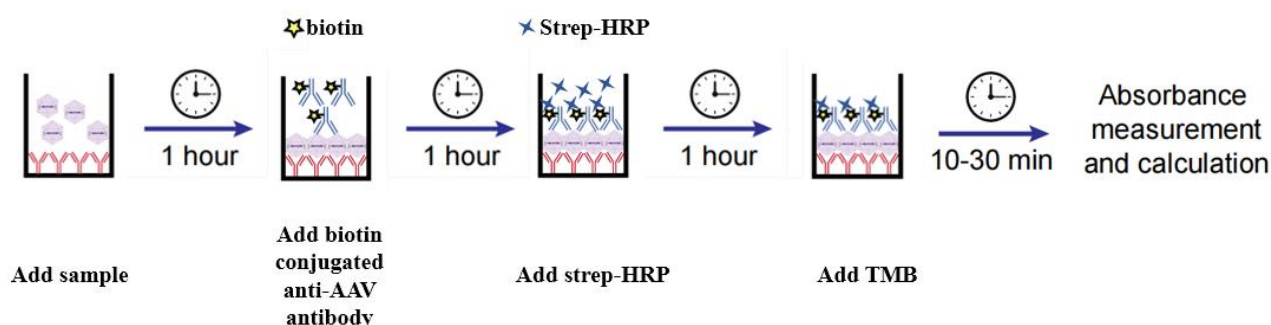 biotin
Strep-HRP
1 hour
1 hour
1 hour
10-30 min
Absorbance
measurement
and calculation
Add sample
Add biotin
conjugated
anti-AAV
antibody
Add strep-HRP
Add TMB